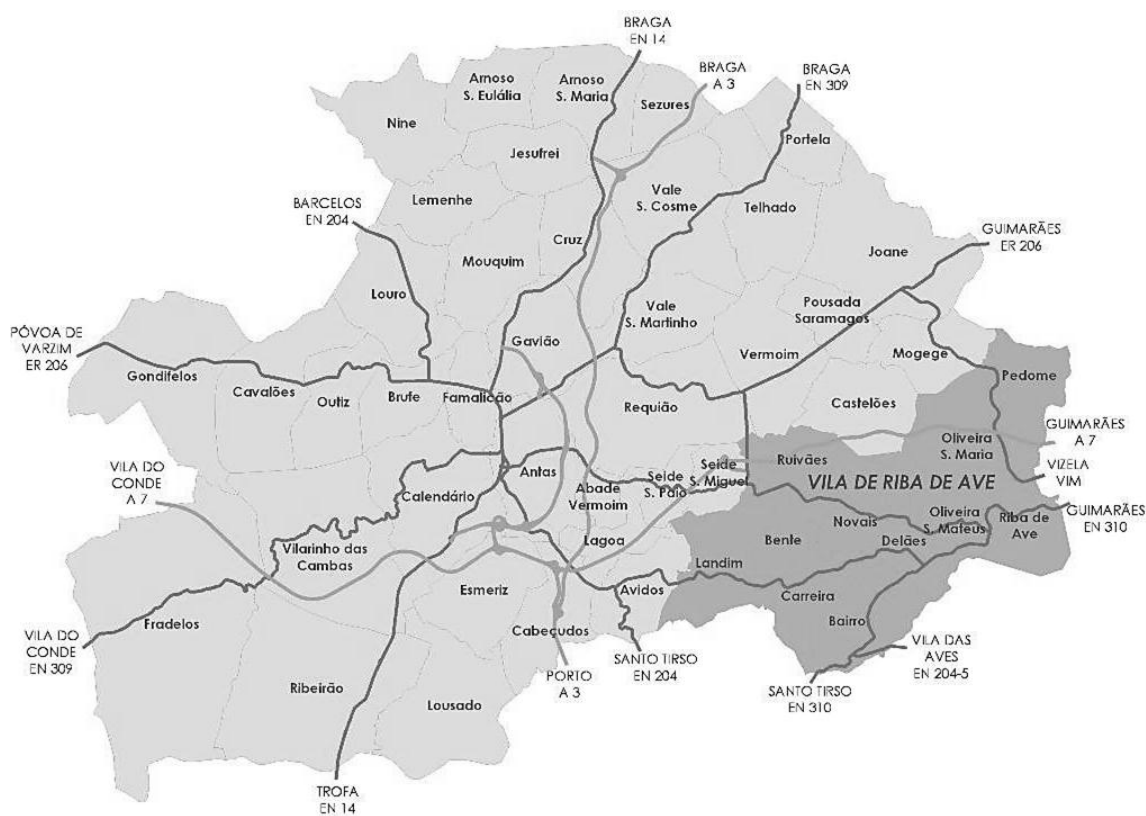 BRAGA
EN 14
BRAGA
A 3
BRAGA
EN 309
Arnoso
S. Eulália
Arnoso
S. Maria
Sezures
Nine
Portela
Jesufrei
Vale
S. Cosme
Lemenhe
Telhado
BARCELOS
EN 204
Cruz
GUIMARÃES
ER 206
Mouquim
Joane
Louro
Vale
S. Martinho
Pousada
Saramagos
PÓVOA DE
VARZIM
ER 206
Gavião
Vermoim
Mogege
Gondifelos
Cavalões
Outiz
Brufe
Famalicão
Requião
Castelões
Pedome
GUIMARÃES
A 7
Oliveira
S. Maria
VILA DO
CONDE
A 7
Calendário
Antas
Abade
Vermoim
Seide
S. Paio
Seide
S. Miguel
Ruivães
VIZELA
VIM
VILA DE RIBA DE AVE
Vilarinho das
Cambas
Lagoa
Novais
Bente
Oliveira
S. Mateus
Delães
Riba de
Ave
GUIMARÃES
EN 310
Landim
Esmeriz
Avidos
Carreira
Fradelos
Cabeçudos
Bairro
VILA DO
CONDE
EN 309
SANTO TIRSO
EN 204
VILA DAS
AVES
EN 204-5
Ribeirão
Lousado
PORTO
A 3
SANTO TIRSO
EN 310
TROFA
EN 14